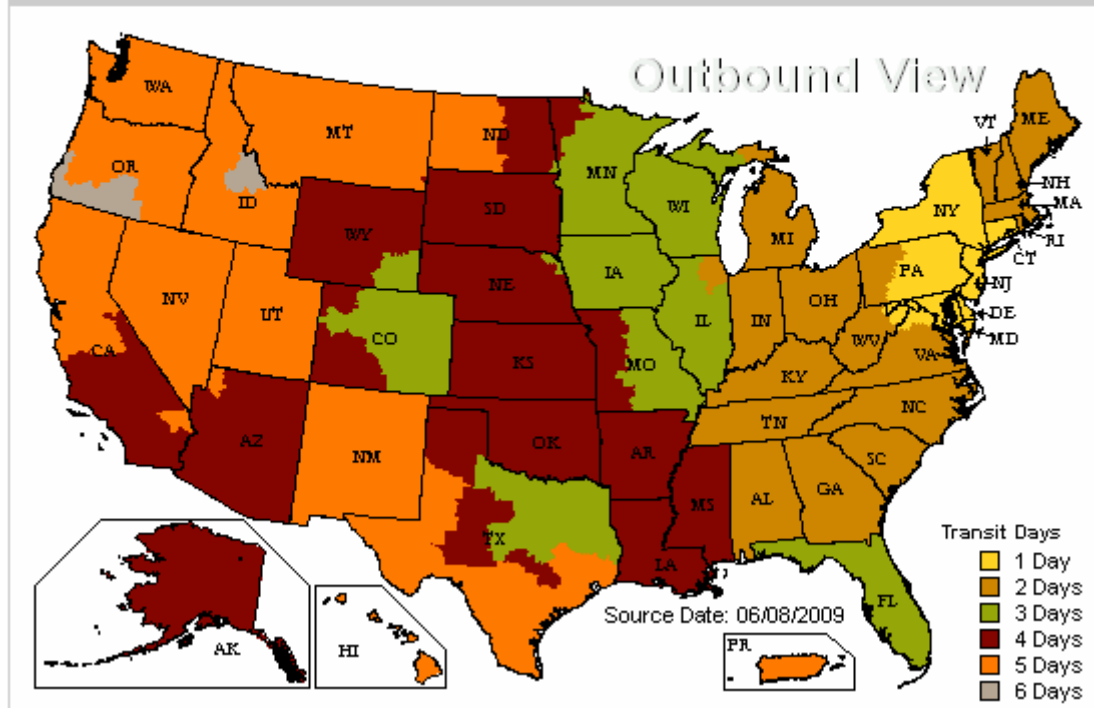 Outbound View
WA
MT
ND
MN
VT
ME
OR
ID
WY
SD
WI
MI
NY
NH
MA
RI
CT
NV
UT
CO
NE
IA
IL
IN
OH
PA
NJ
DE
MD
CA
KS
MO
KY
WV
VA
AZ
NM
OK
AR
TN
NC
SC
TX
LA
MS
AL
GA
FL
AK
HI
PR
Source Date: 06/08/2009
Transit Days
1 Day
2 Days
3 Days
4 Days
5 Days
6 Days